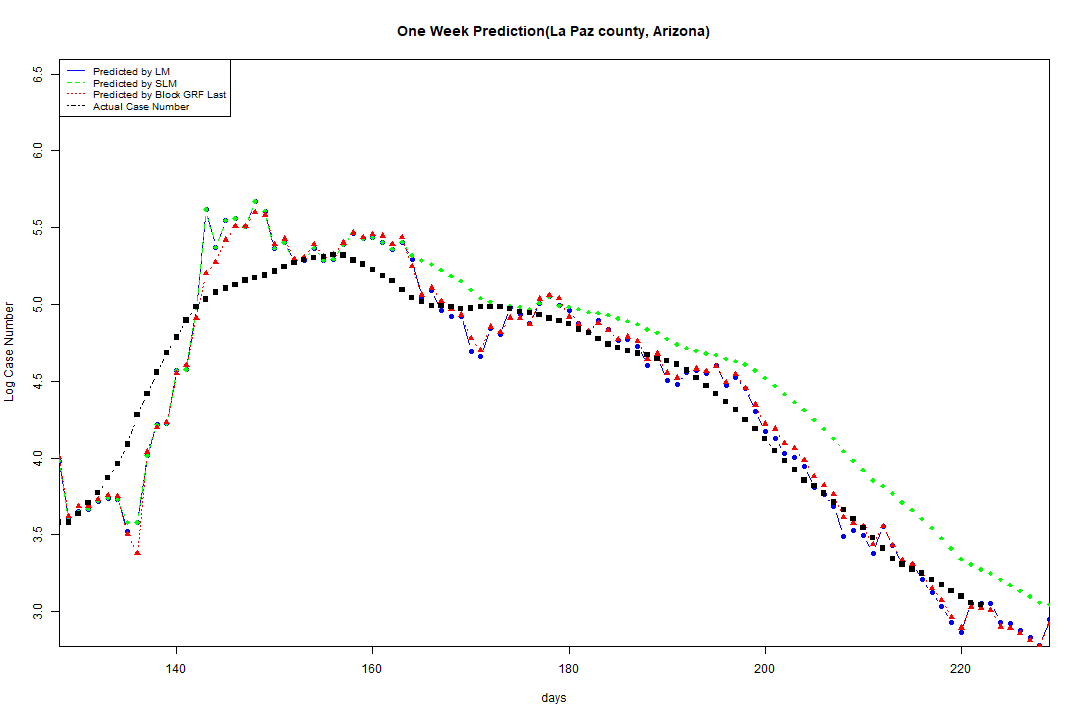 One Week Prediction(La Paz county, Arizona)
Predicted by LM
Predicted by SLM
Predicted by Block GRF Last
Actual Case Number
6.5
6.0
5.5
5.0
4.5
4.0
3.5
3.0
Log Case Number
140 160 180 200 220
days